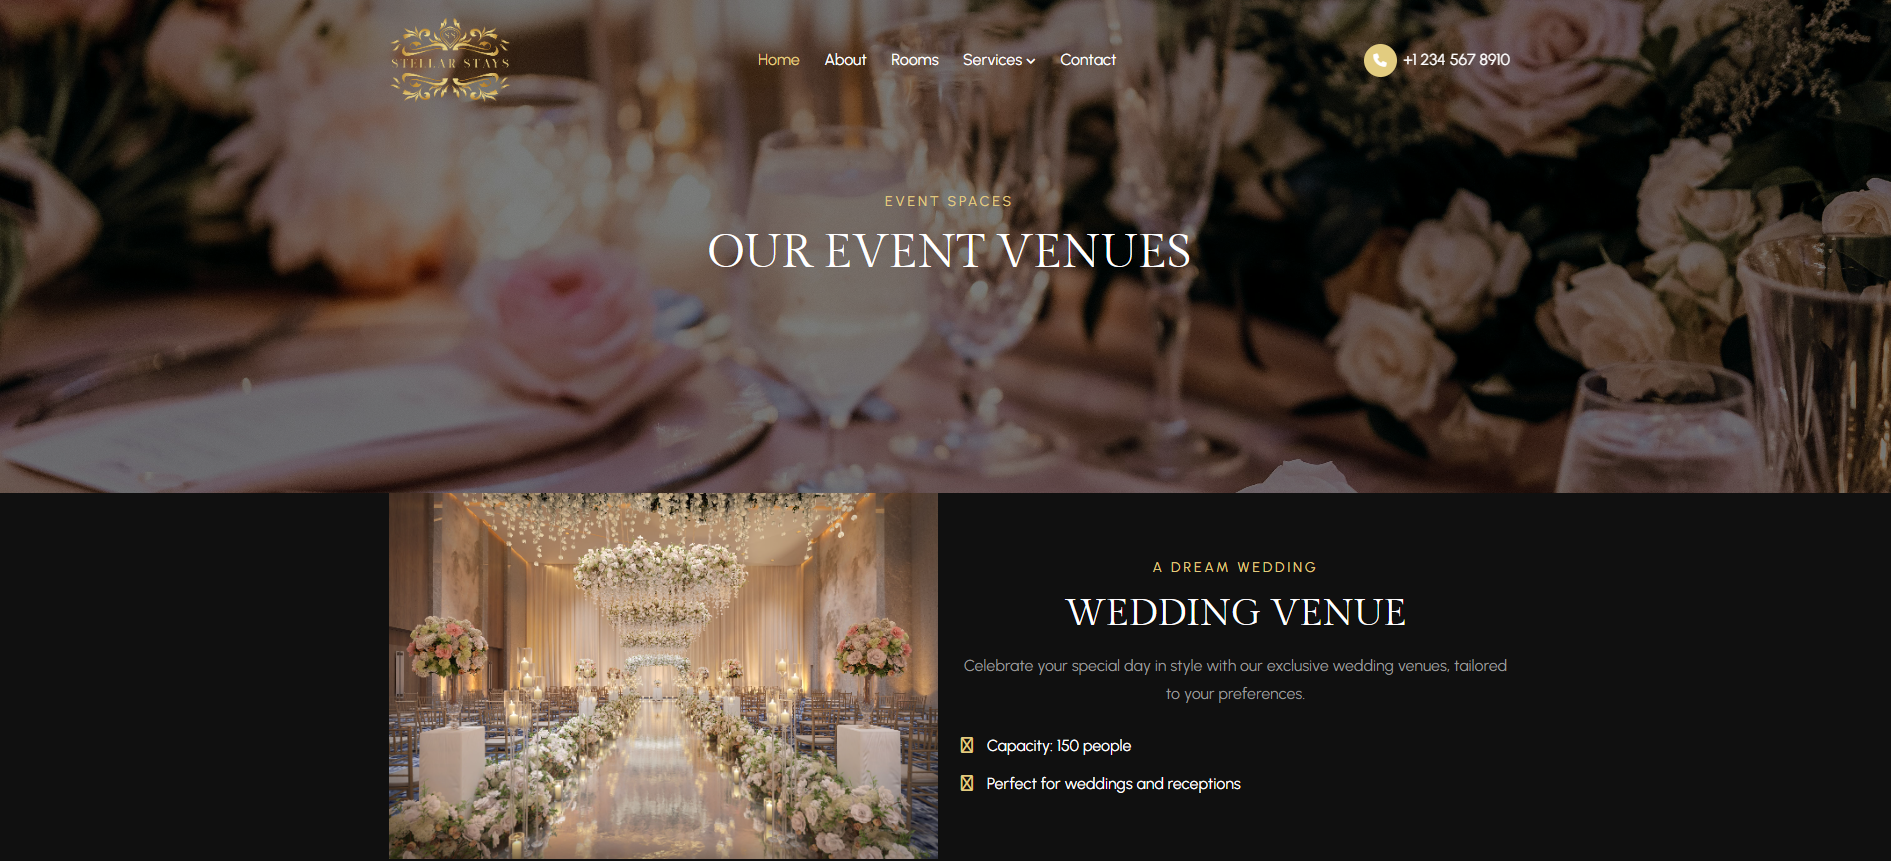 STELLAR STAYS
Home About Rooms Services Contact
+1 234 567 8910
EVENT SPACES
OUR EVENT VENUES
A DREAM WEDDING
WEDDING VENUE
Celebrate your special day in style with our exclusive wedding venues, tailored
to your preferences.
Capacity: 150 people
Perfect for weddings and receptions